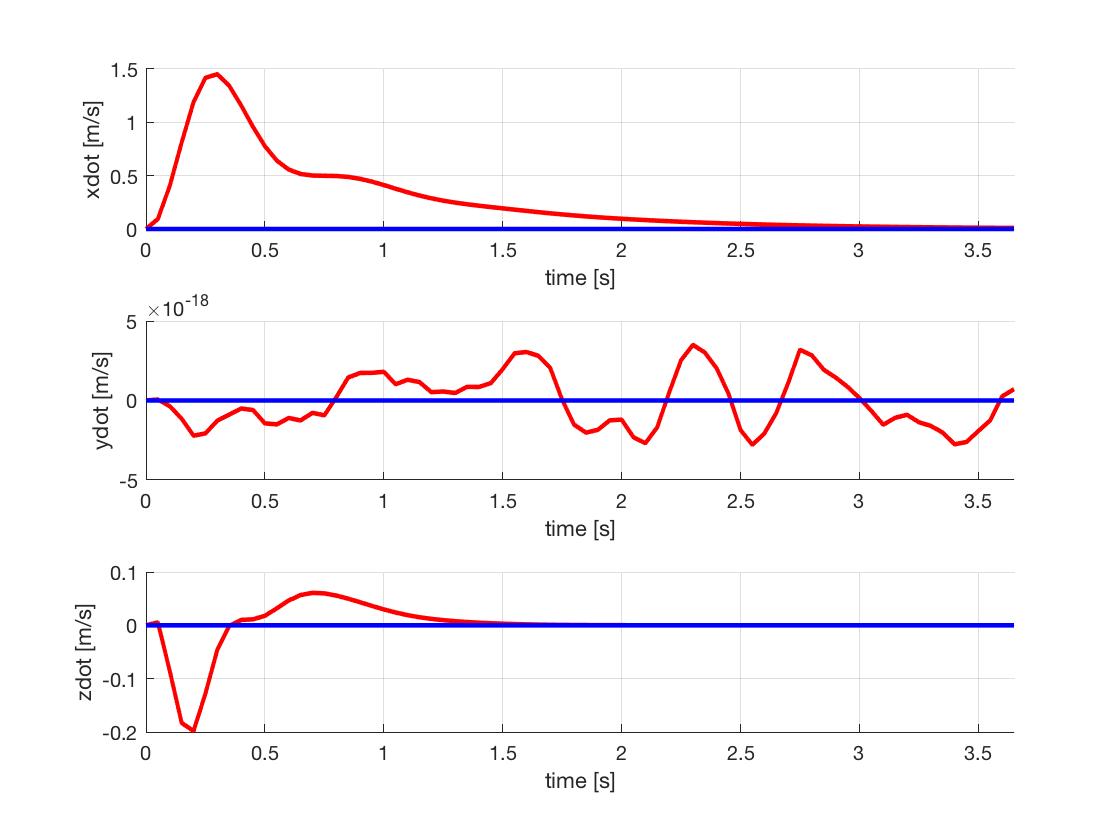 1.5
1
0.5
0
xdot [m/s]
0 0.5 1 1.5 2 2.5 3 3.5
time [s]
×10^-18
5
0
-5
ydot [m/s]
0 0.5 1 1.5 2 2.5 3 3.5
time [s]
0.1
0
-0.1
-0.2
zdot [m/s]
0 0.5 1 1.5 2 2.5 3 3.5
time [s]